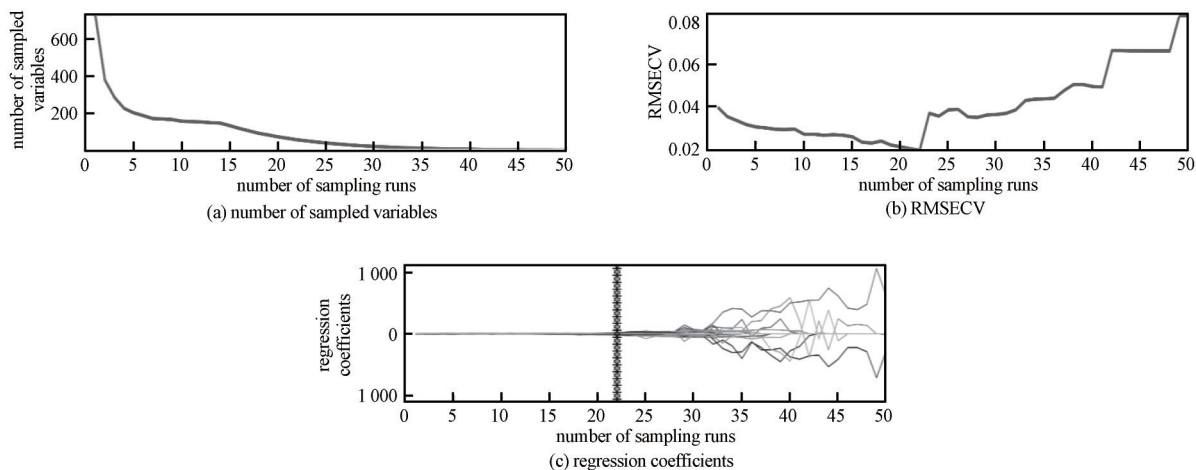 number of sampled
variables
600
400
200
0 5 10 15 20 25 30 35 40 45 50
number of sampling runs
(a) number of sampled variables
RMSECV
0.08
0.06
0.04
0.02
0 5 10 15 20 25 30 35 40 45 50
number of sampling runs
(b) RMSECV
regression
coefficients
1 000
0
1 000
0 5 10 15 20 22 25 30 35 40 45 50
number of sampling runs
(c) regression coefficients